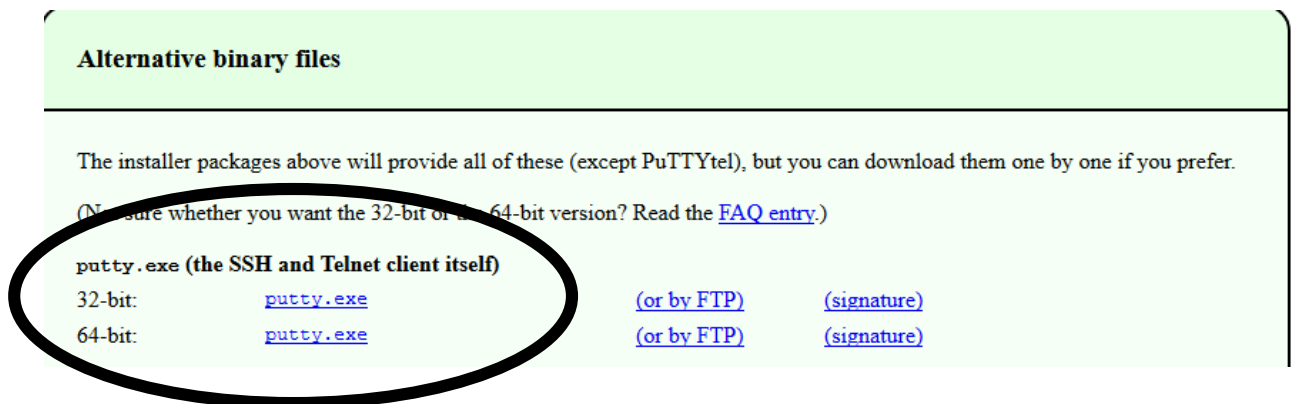 Alternative binary files
The installer packages above will provide all of these (except PuTTYtel), but you can download them one by one if you prefer.
(Not sure whether you want the 32-bit or the 64-bit version? Read the FAQ entry.)
putty.exe (the SSH and Telnet client itself)
32-bit: putty.exe (or by FTP) (signature)
64-bit: putty.exe (or by FTP) (signature)